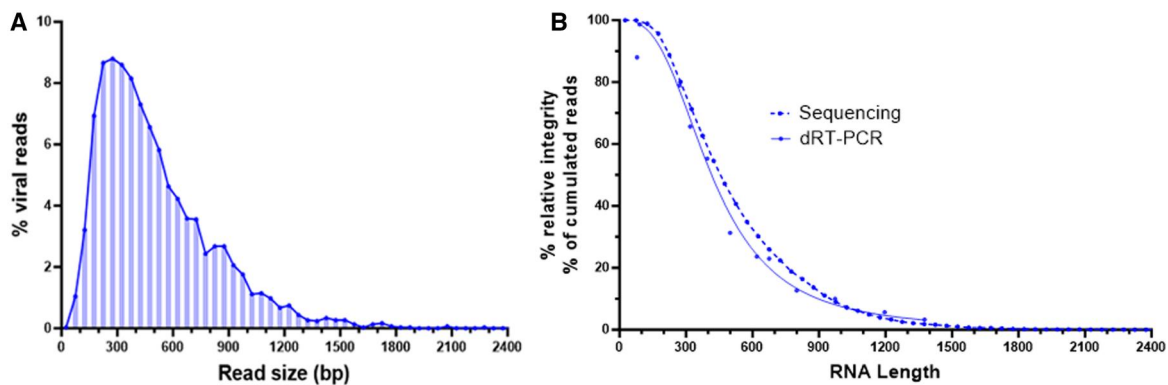 A
% viral reads
10
8
6
4
2
0
0 300 600 900 1200 1500 1800 2100 2400
Read size (bp)
B
% relative integrity
% of cumulated reads
100
80
60
40
20
0
Sequencing
dRT-PCR
0 300 600 900 1200 1500 1800 2100 2400
RNA Length